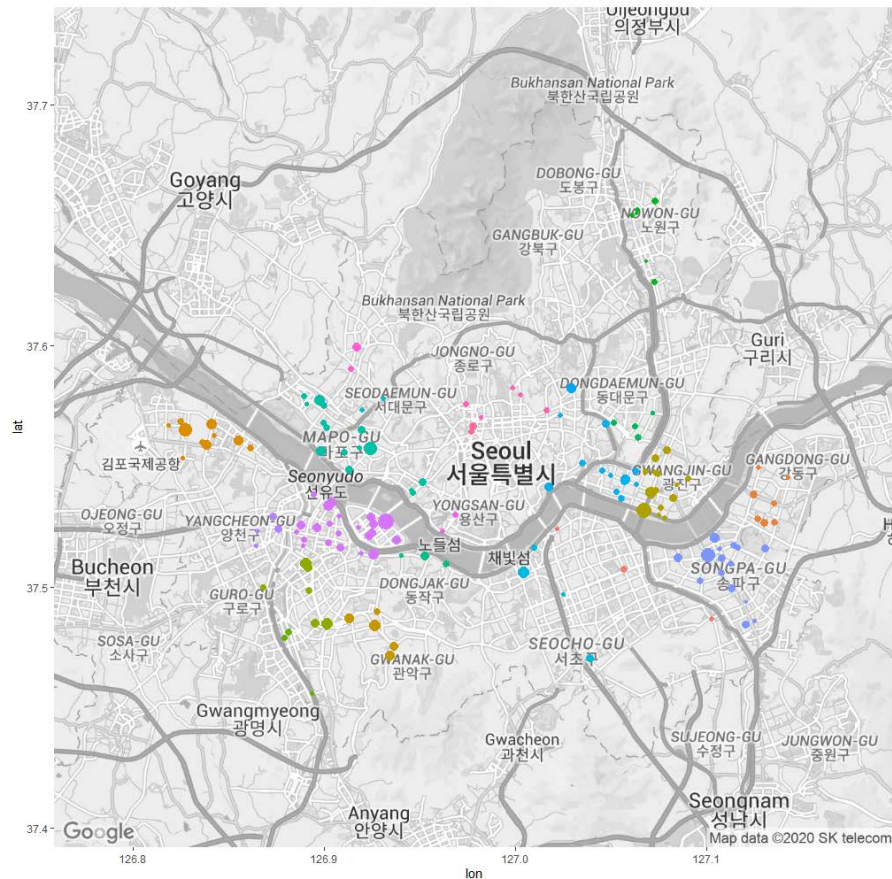 Uijeongbu
의정부시
37.7
Bukhansan National Park
북한산국립공원
DOBONG-GU
도봉구
Goyang
고양시
NOWON-GU
노원구
GANGBUK-GU
강북구
Bukhansan National Park
북한산국립공원
37.6
JONGNO-GU
종로구
Guri
구리시
SEODAEMUN-GU
서대문구
DONGDAEMUN-GU
동대문구
lat
MAPO-GU
마포구
Seoul
서울특별시
김포국제공항
Seonyudo
선유도
GWANGJIN-GU
광진구
GANGDONG-GU
강동구
OJEONG-GU
오정구
YANGCHEON-GU
양천구
YONGSAN-GU
용산구
노들섬
채빛섬
Bucheon
부천시
SONGPA-GU
송파구
37.5
GURO-GU
구로구
DONGJAK-GU
동작구
SOSA-GU
소사구
GWANAK-GU
관악구
SEOCHO-GU
서초구
Gwangmyeong
광명시
Gwacheon
과천시
SUJEONG-GU
수정구
JUNGWON-GU
중원구
Anyang
안양시
Seongnam
성남시
37.4
Google
Map data ©2020 SK telecom
126.8
126.9
127.0
127.1
lon